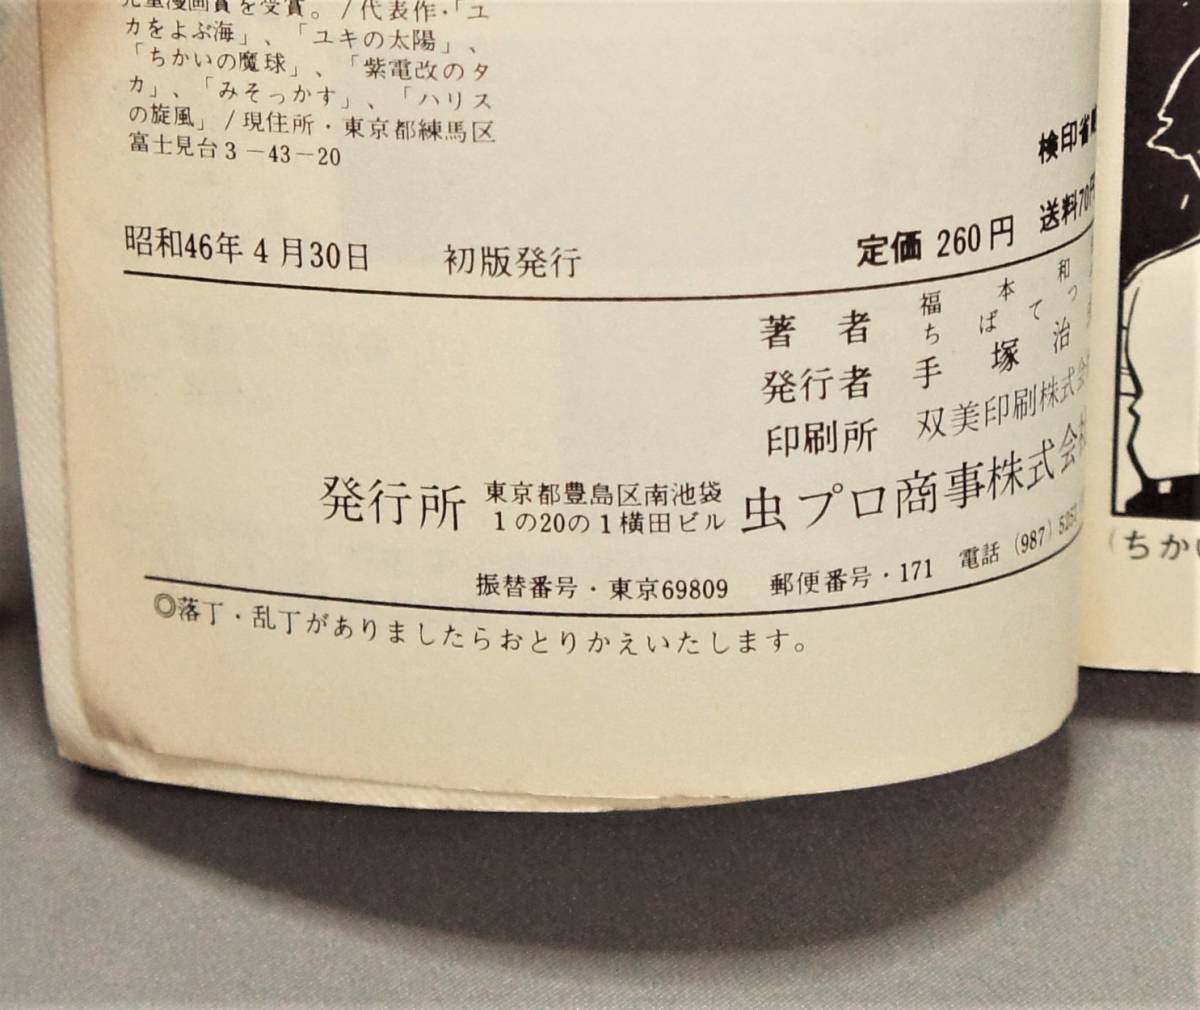 児童漫画賞を受賞。/代表作・「ユ
カをよぶ海」、「ユキの太陽」、
「ちかいの魔球」、「紫電改のタ
カ」、「みそっかす」、「ハリス
の旋風」/現住所・東京都練馬区
富士見台3-43-20
検印省
昭和46年4月30日 初版発行
定価 260円 送料70円
著者 福本和
ちばてつ
発行者 手塚治
印刷所 双美印刷株式会
発行所 東京都豊島区南池袋
1の20の1横田ビル 虫プロ商事株式会社
振替番号・東京69809 郵便番号・171 電話(987)
◎落丁・乱丁がありましたらおとりかえいたします。
(ちかい